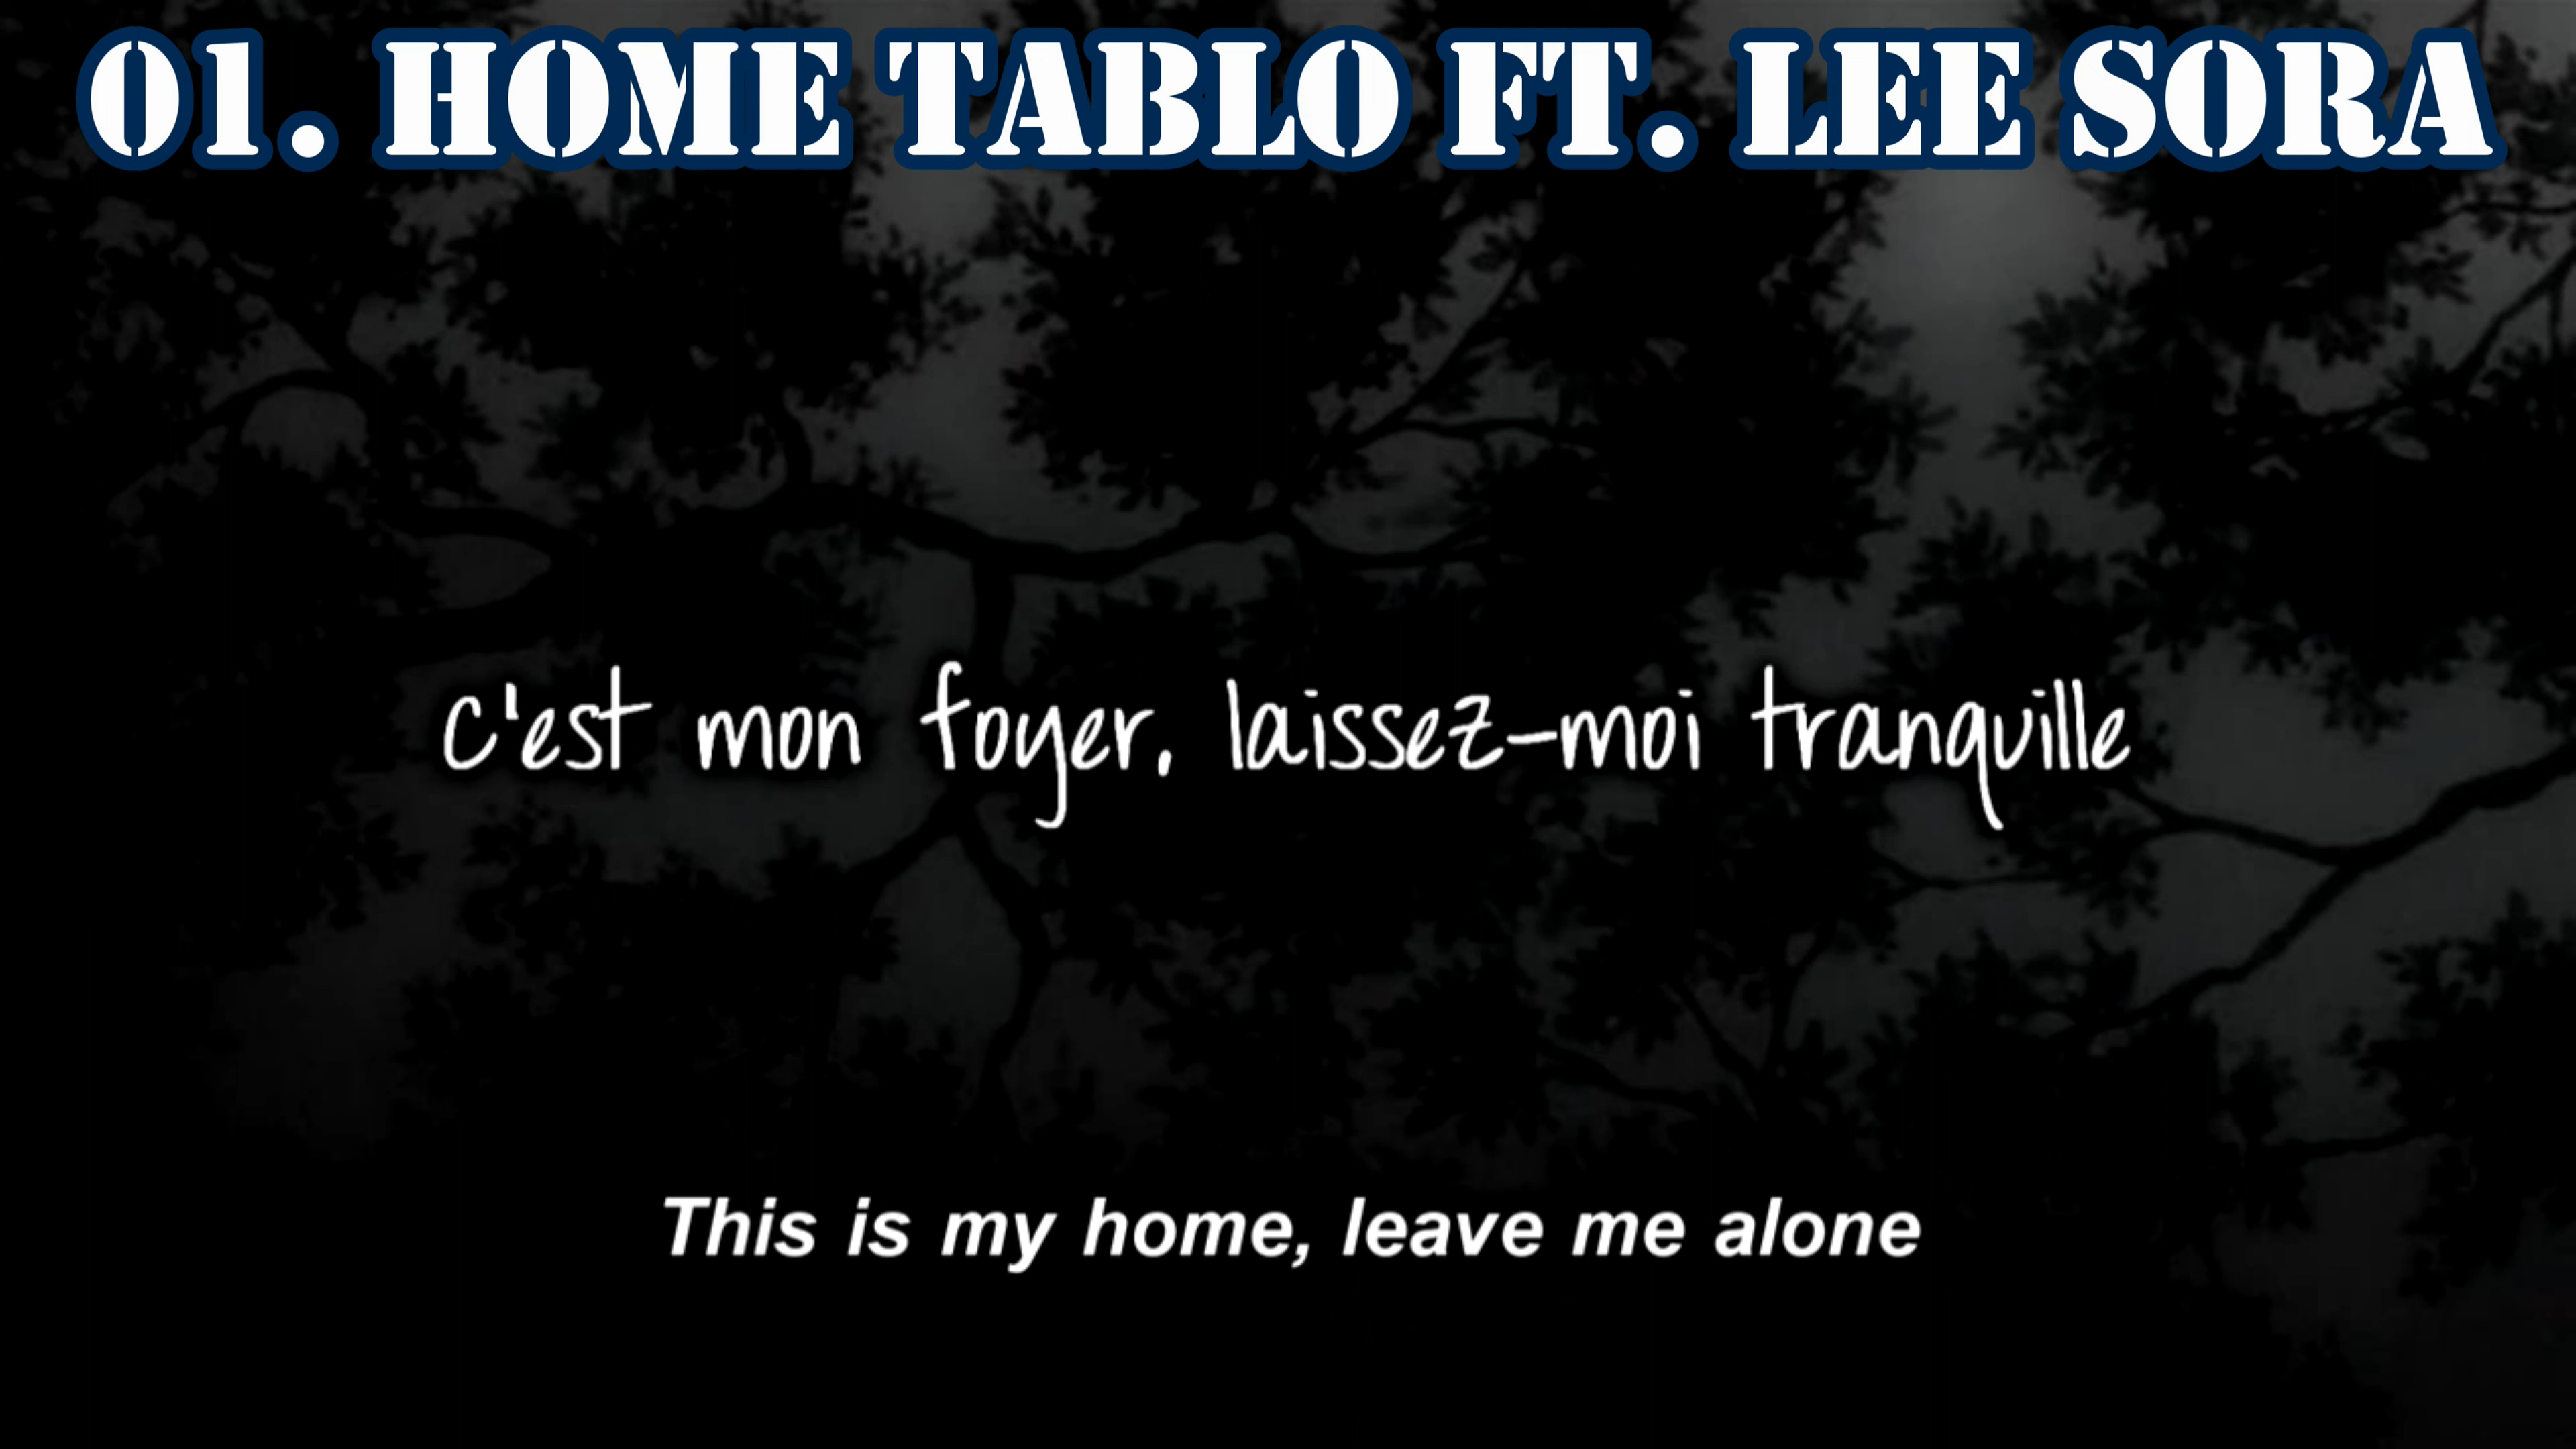 01. HOME TABLO FT. LEE SORA
c'est mon foyer, laissez-moi tranquille
This is my home, leave me alone